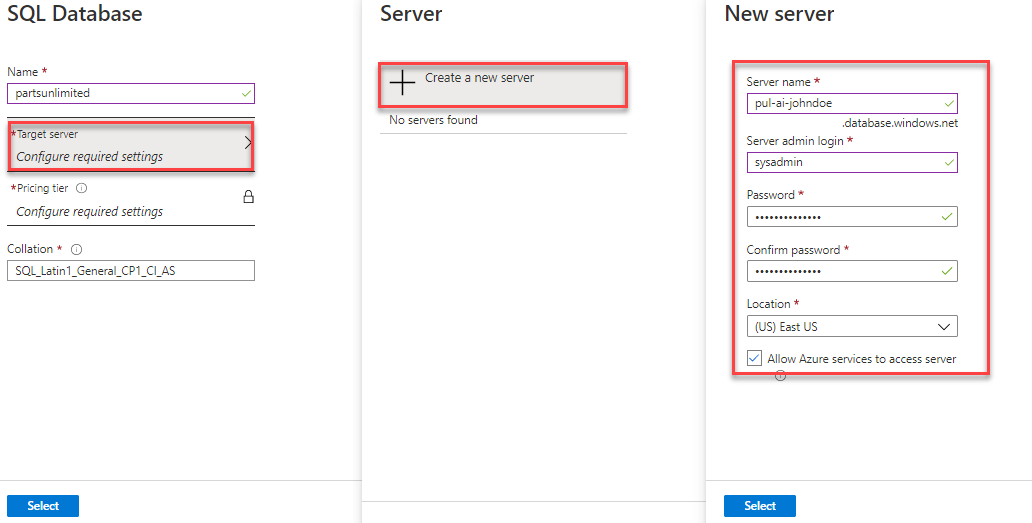 SQL Database
Name *
partsunlimited
*Target server
Configure required settings
*Pricing tier
Configure required settings
Collation *
SQL_Latin1_General_CP1_CI_AS
Select
Server
Create a new server
No servers found
New server
Server name *
pul-ai-johndoe
.database.windows.net
Server admin login *
sysadmin
Password *
••••••••••••••
Confirm password *
••••••••••••••
Location *
(US) East US
Allow Azure services to access server
Select